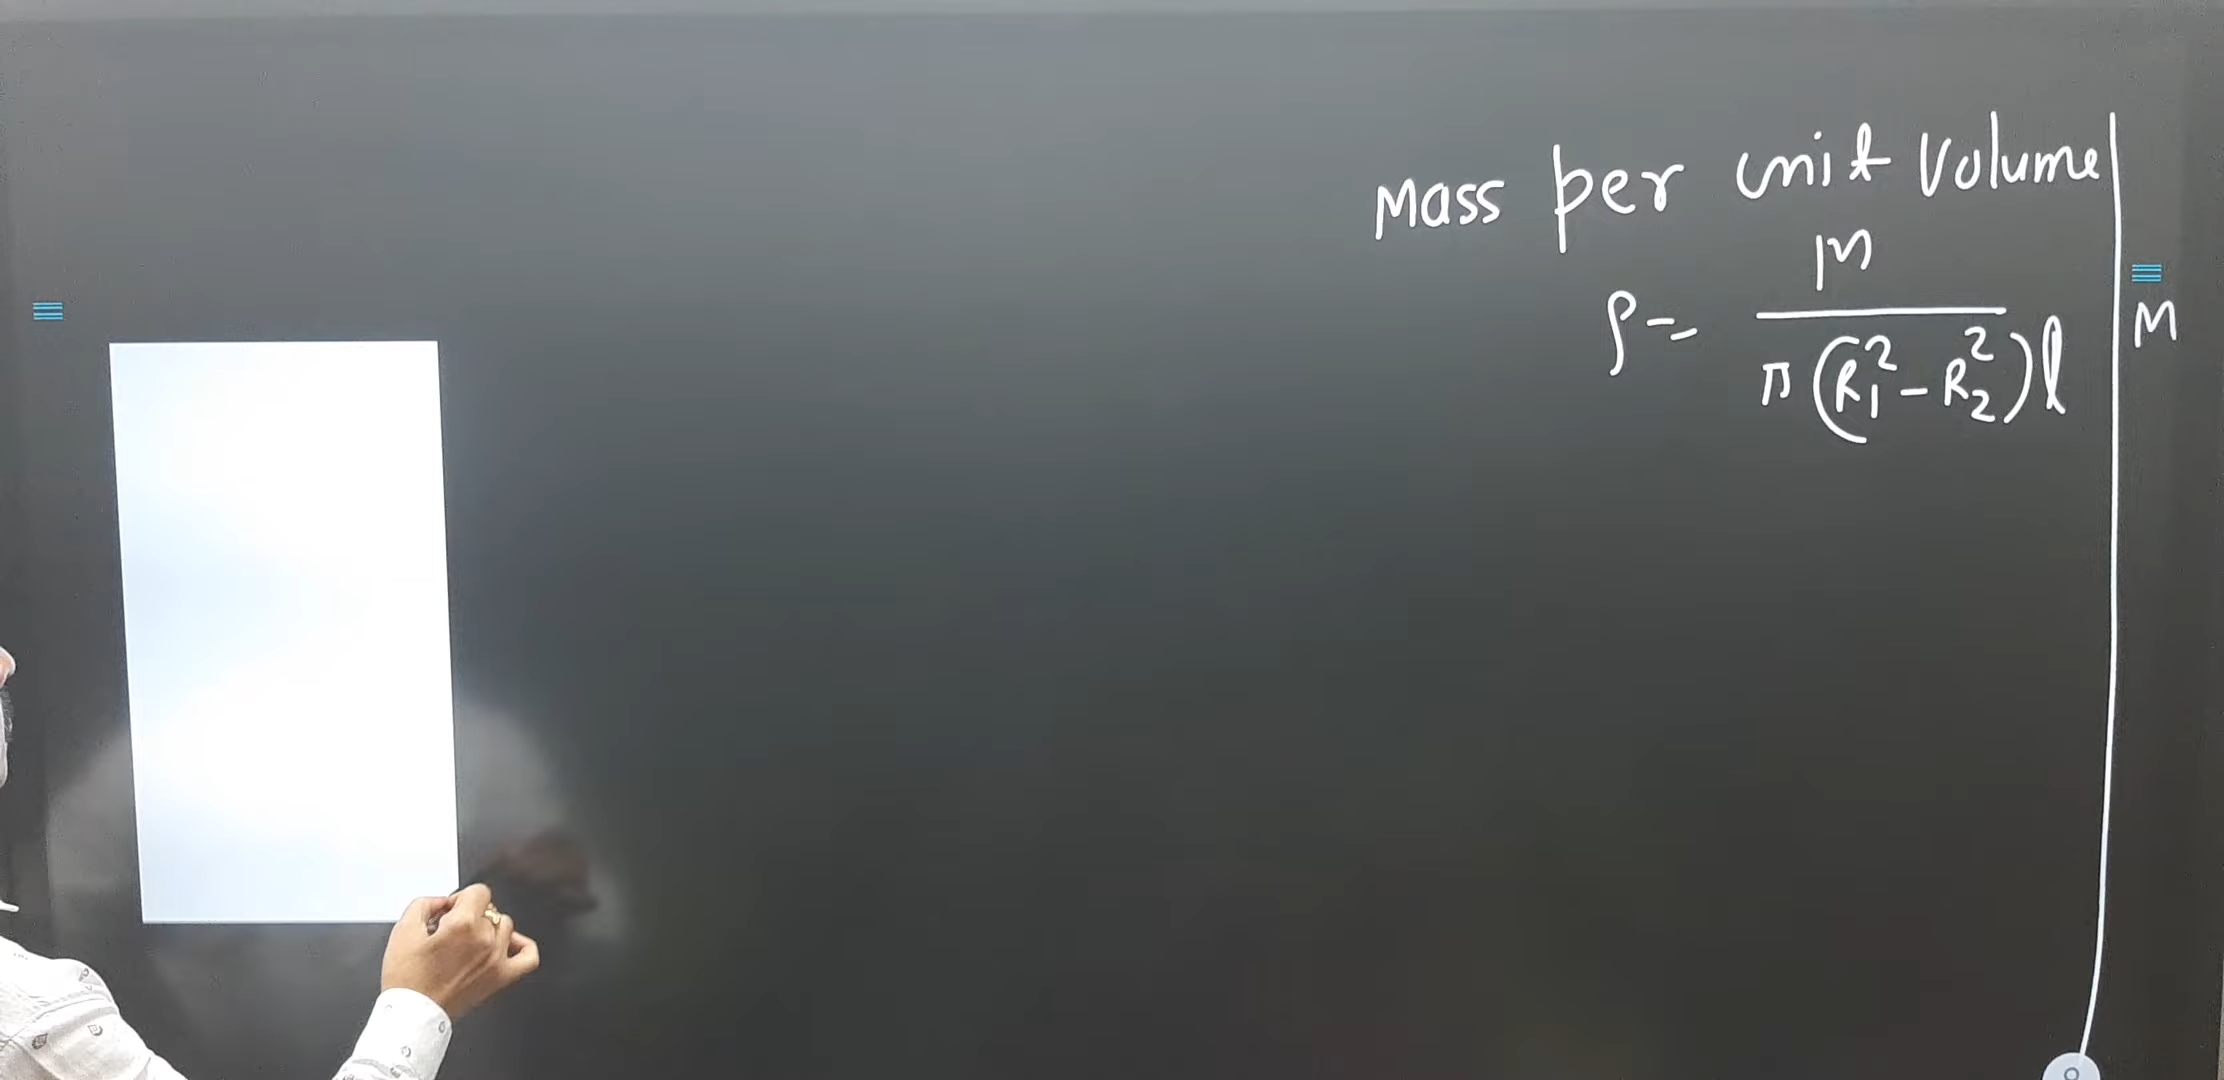 Mass per unit Volume
M
ρ = M / π(R₁² - R₂²)l